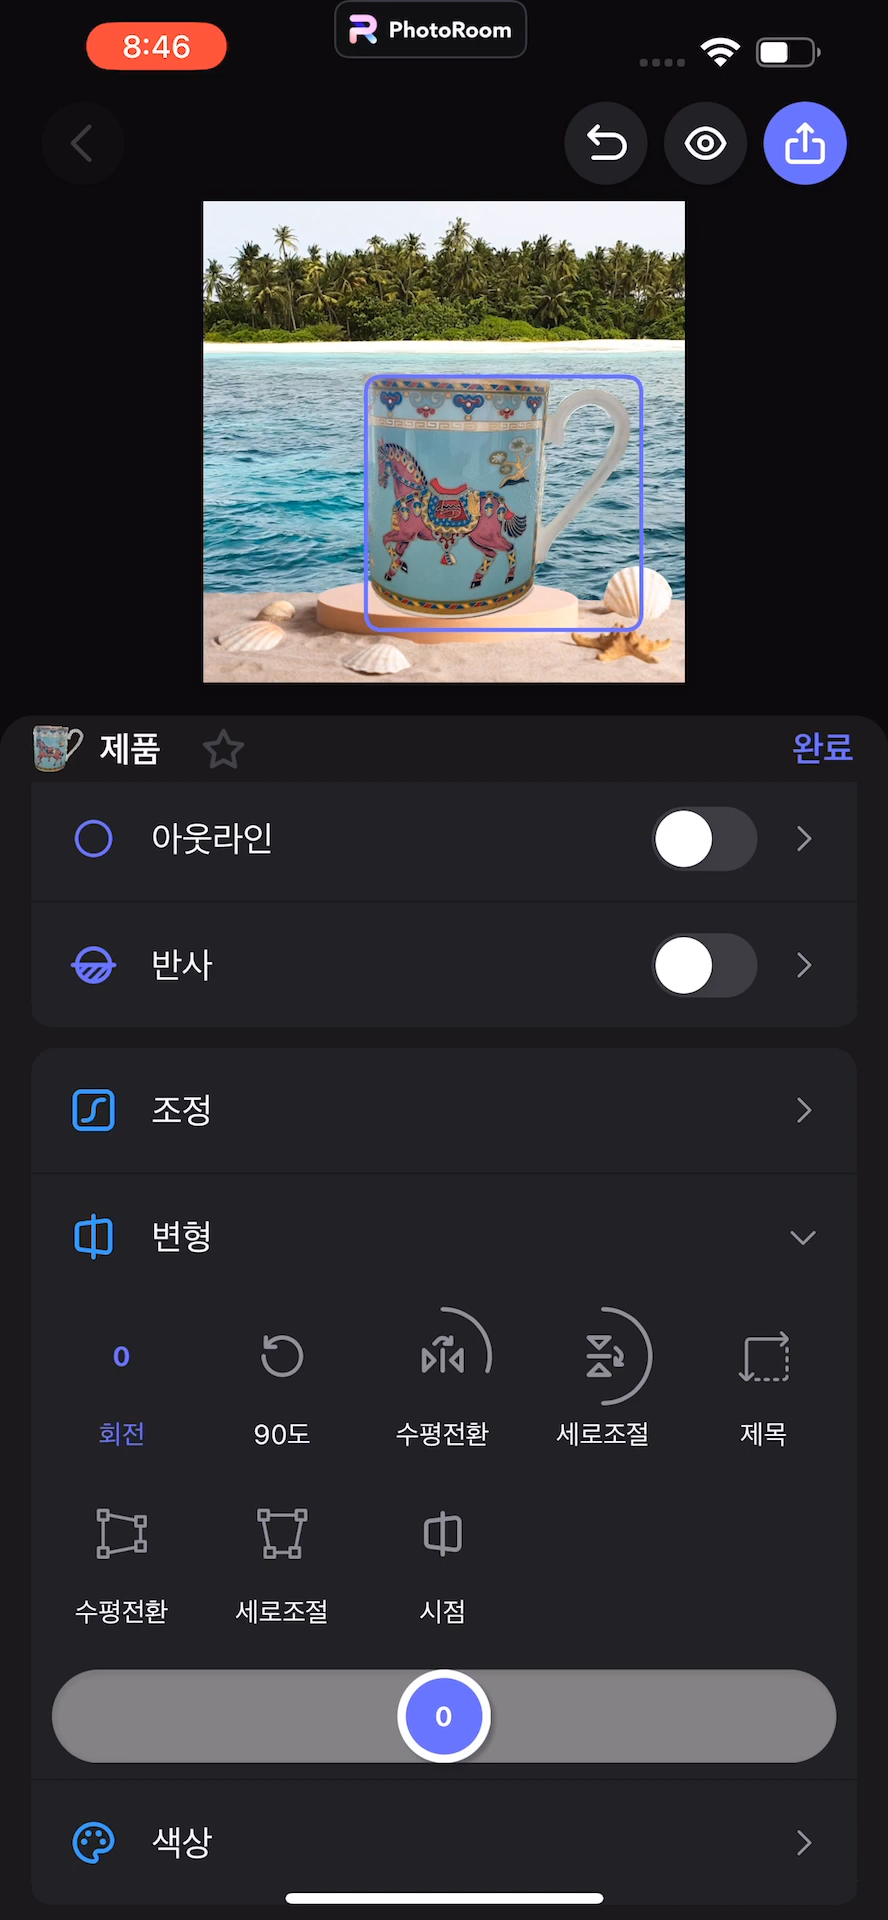 8:46
PhotoRoom
제품
완료
아웃라인
반사
조정
변형
0
회전
90도
수평전환
세로조절
제목
수평전환
세로조절
시점
0
색상